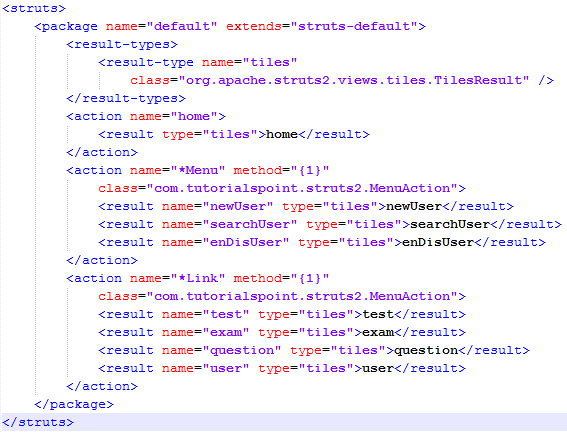 <struts>
<package name="default" extends="struts-default">
<result-types>
<result-type name="tiles"
class="org.apache.struts2.views.tiles.TilesResult" />
</result-types>
<action name="home">
<result type="tiles">home</result>
</action>
<action name="*Menu" method="{1}"
class="com.tutorialspoint.struts2.MenuAction">
<result name="newUser" type="tiles">newUser</result>
<result name="searchUser" type="tiles">searchUser</result>
<result name="enDisUser" type="tiles">enDisUser</result>
</action>
<action name="*Link" method="{1}"
class="com.tutorialspoint.struts2.MenuAction">
<result name="test" type="tiles">test</result>
<result name="exam" type="tiles">exam</result>
<result name="question" type="tiles">question</result>
<result name="user" type="tiles">user</result>
</action>
</package>
</struts>